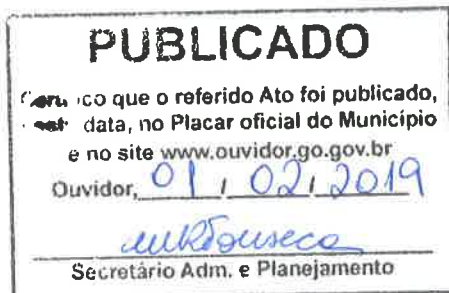 PUBLICADO
que o referido Ato foi publicado,
data, no Placar oficial do Município
e no site www.ouvidor.go.gov.br
Ouvidor, 01 / 02 / 2019
Secretário Adm. e Planejamento